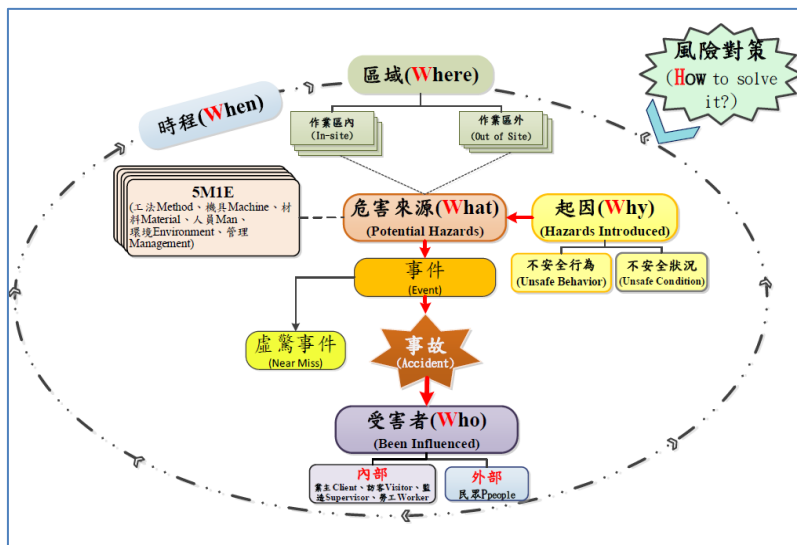 區域(Where)
風險對策
(How to solve
it?)
時程(When)
作業區內
(In-site)
作業區外
(Out of Site)
5M1E
(工法Method、機具Machine、材
料Material、人員Man、
環境Environment、管理
Management)
危害來源(What)
(Potential Hazards)
起因(Why)
(Hazards Introduced)
不安全行為
(Unsafe Behavior)
不安全狀況
(Unsafe Condition)
事件
(Event)
虛驚事件
(Near Miss)
事故
(Accident)
受害者(Who)
(Been Influenced)
內部
業主Client、訪客Visitor、監
造Supervisor、勞工Worker
外部
民眾Ppeople